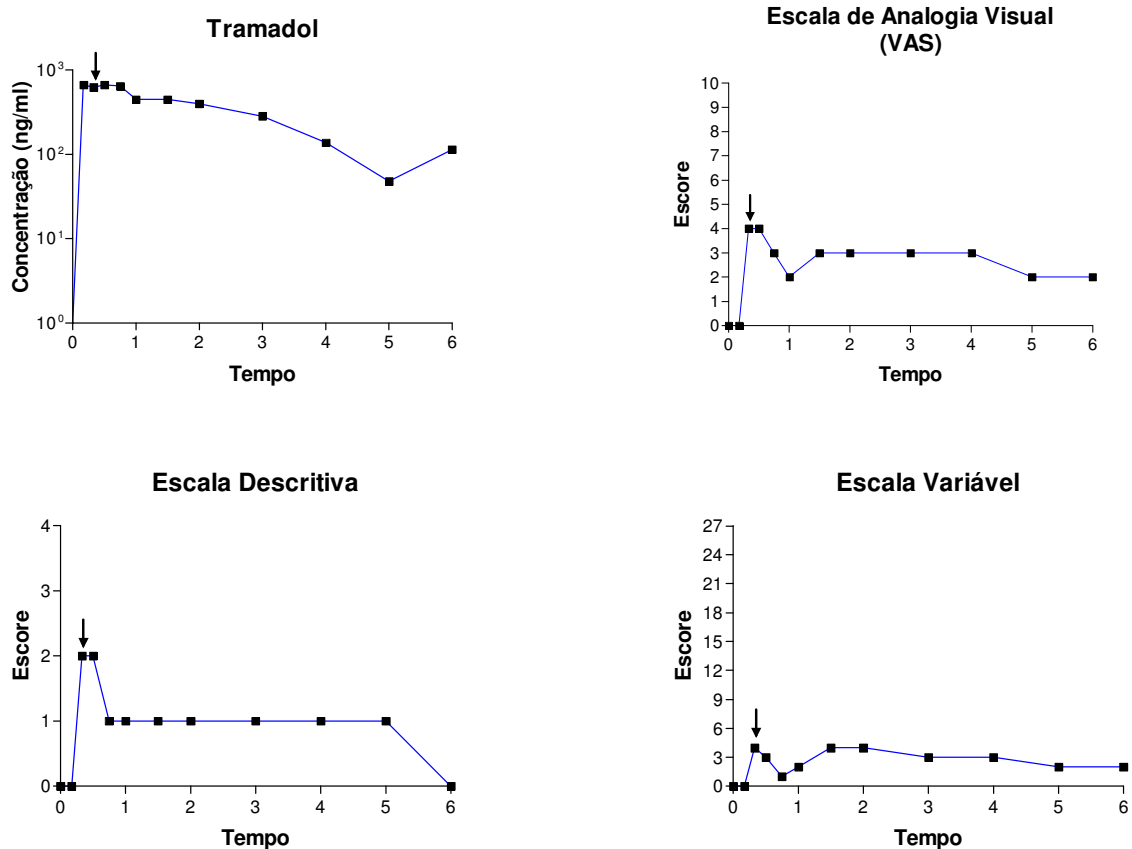 Tramadol
10³
10²
10¹
10⁰
Concentração (ng/ml)
0 1 2 3 4 5 6
Tempo
Escala de Analogia Visual
(VAS)
10
9
8
7
6
5
4
3
2
1
0
Escore
0 1 2 3 4 5 6
Tempo
Escala Descritiva
4
3
2
1
0
Escore
0 1 2 3 4 5 6
Tempo
Escala Variável
27
24
21
18
15
12
9
6
3
0
Escore
0 1 2 3 4 5 6
Tempo